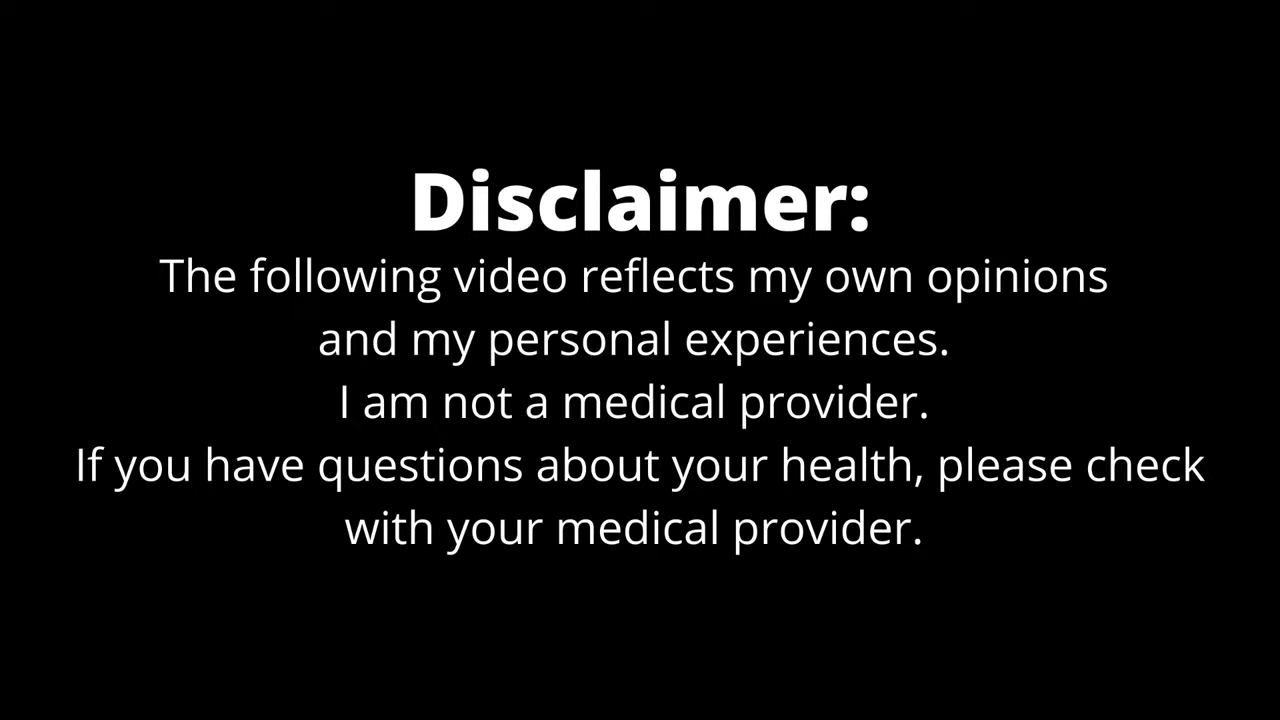 Disclaimer:
The following video reflects my own opinions
and my personal experiences.
I am not a medical provider.
If you have questions about your health, please check
with your medical provider.